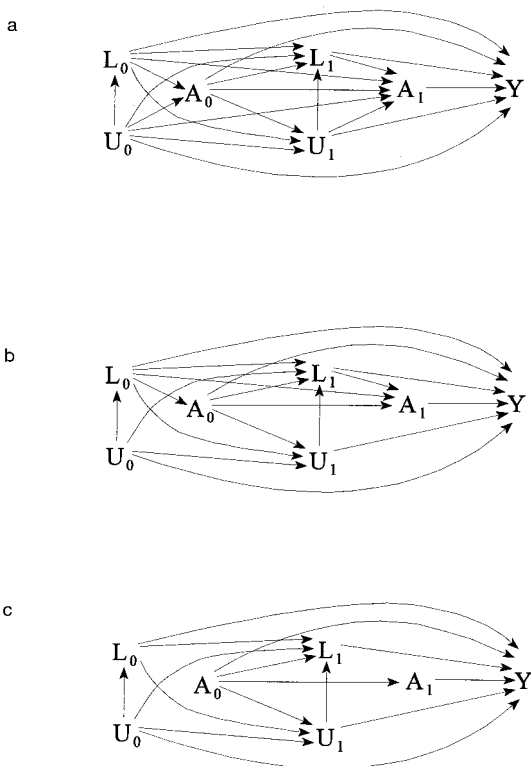 a
L₀ A₀ L₁ A₁ Y
U₀ U₁
b
L₀ A₀ L₁ A₁ Y
U₀ U₁
c
L₀ A₀ L₁ A₁ Y
U₀ U₁